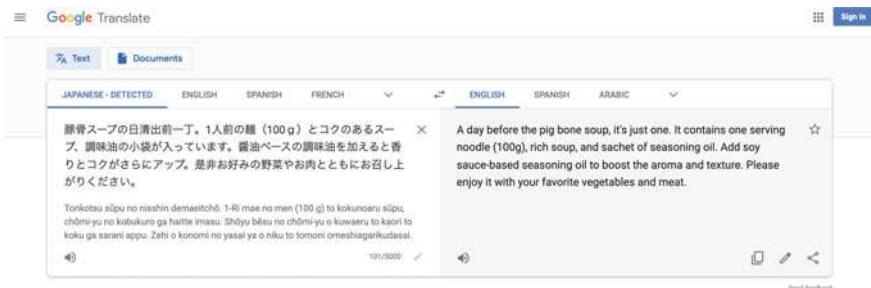 Google Translate
Sign in
Text
Documents
JAPANESE - DETECTED
ENGLISH
SPANISH
FRENCH
ENGLISH
SPANISH
ARABIC
豚骨スープの日清出前一丁。1人前の麺（100ｇ）とコクのあるスー
プ、調味油の小袋が入っています。醤油ベースの調味油を加えると香
りとコクがさらにアップ。是非お好みの野菜やお肉とともにお召し上
がりください。
Tonkotsu sūpu no nisshin demaeitchō. 1-Ri mae no men (100 g) to kokunoaru sūpu,
chōmi-yu no kobukuro ga haitte imasu. Shōyu bēsu no chōmi-yu o kuwaeru to kaori to
koku ga sarani appu. Zehi o konomi no yasai ya o niku to tomoni omeshiagarikudasai.
101/5000
A day before the pig bone soup, it's just one. It contains one serving
noodle (100g), rich soup, and sachet of seasoning oil. Add soy
sauce-based seasoning oil to boost the aroma and texture. Please
enjoy it with your favorite vegetables and meat.
Send feedback